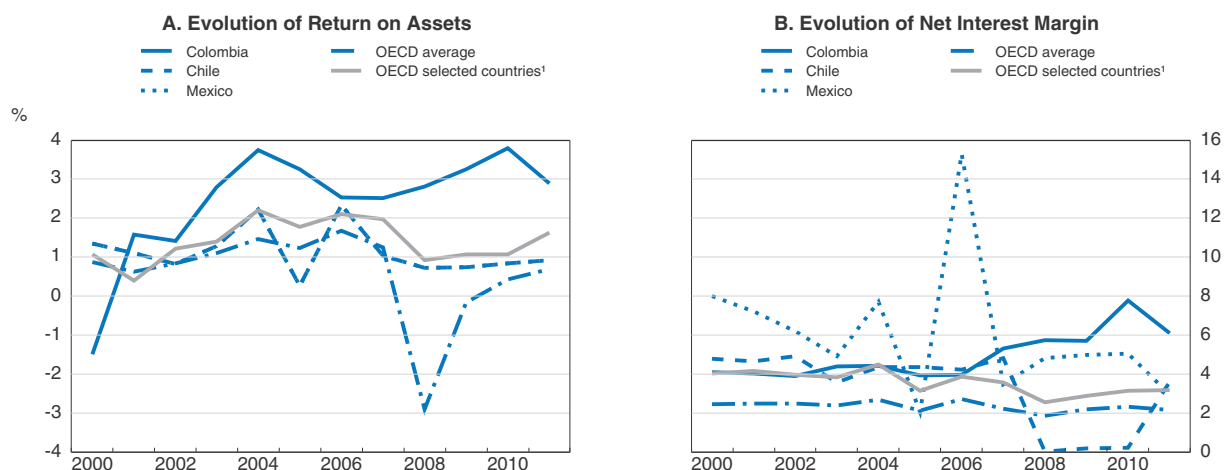 A. Evolution of Return on Assets
Colombia
OECD average
Chile
OECD selected countries¹
Mexico
%
4
3
2
1
0
-1
-2
-3
-4
2000 2002 2004 2006 2008 2010
B. Evolution of Net Interest Margin
Colombia
OECD average
Chile
OECD selected countries¹
Mexico
16
14
12
10
8
6
4
2
0
2000 2002 2004 2006 2008 2010